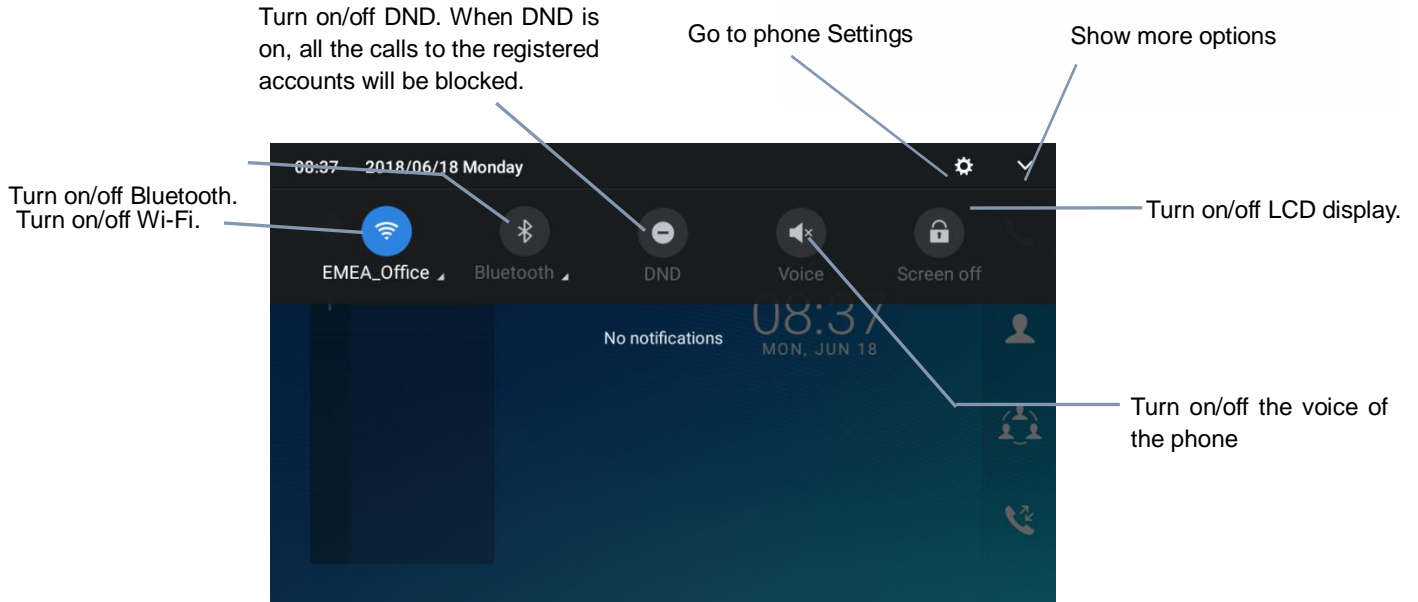 Turn on/off DND. When DND is
on, all the calls to the registered
accounts will be blocked.
Go to phone Settings
Show more options
08:37 2018/06/18 Monday
Turn on/off Bluetooth.
Turn on/off Wi-Fi.
Turn on/off LCD display.
EMEA_Office
Bluetooth
DND
Voice
Screen off
08:37
No notifications
MON, JUN 18
Turn on/off the voice of
the phone